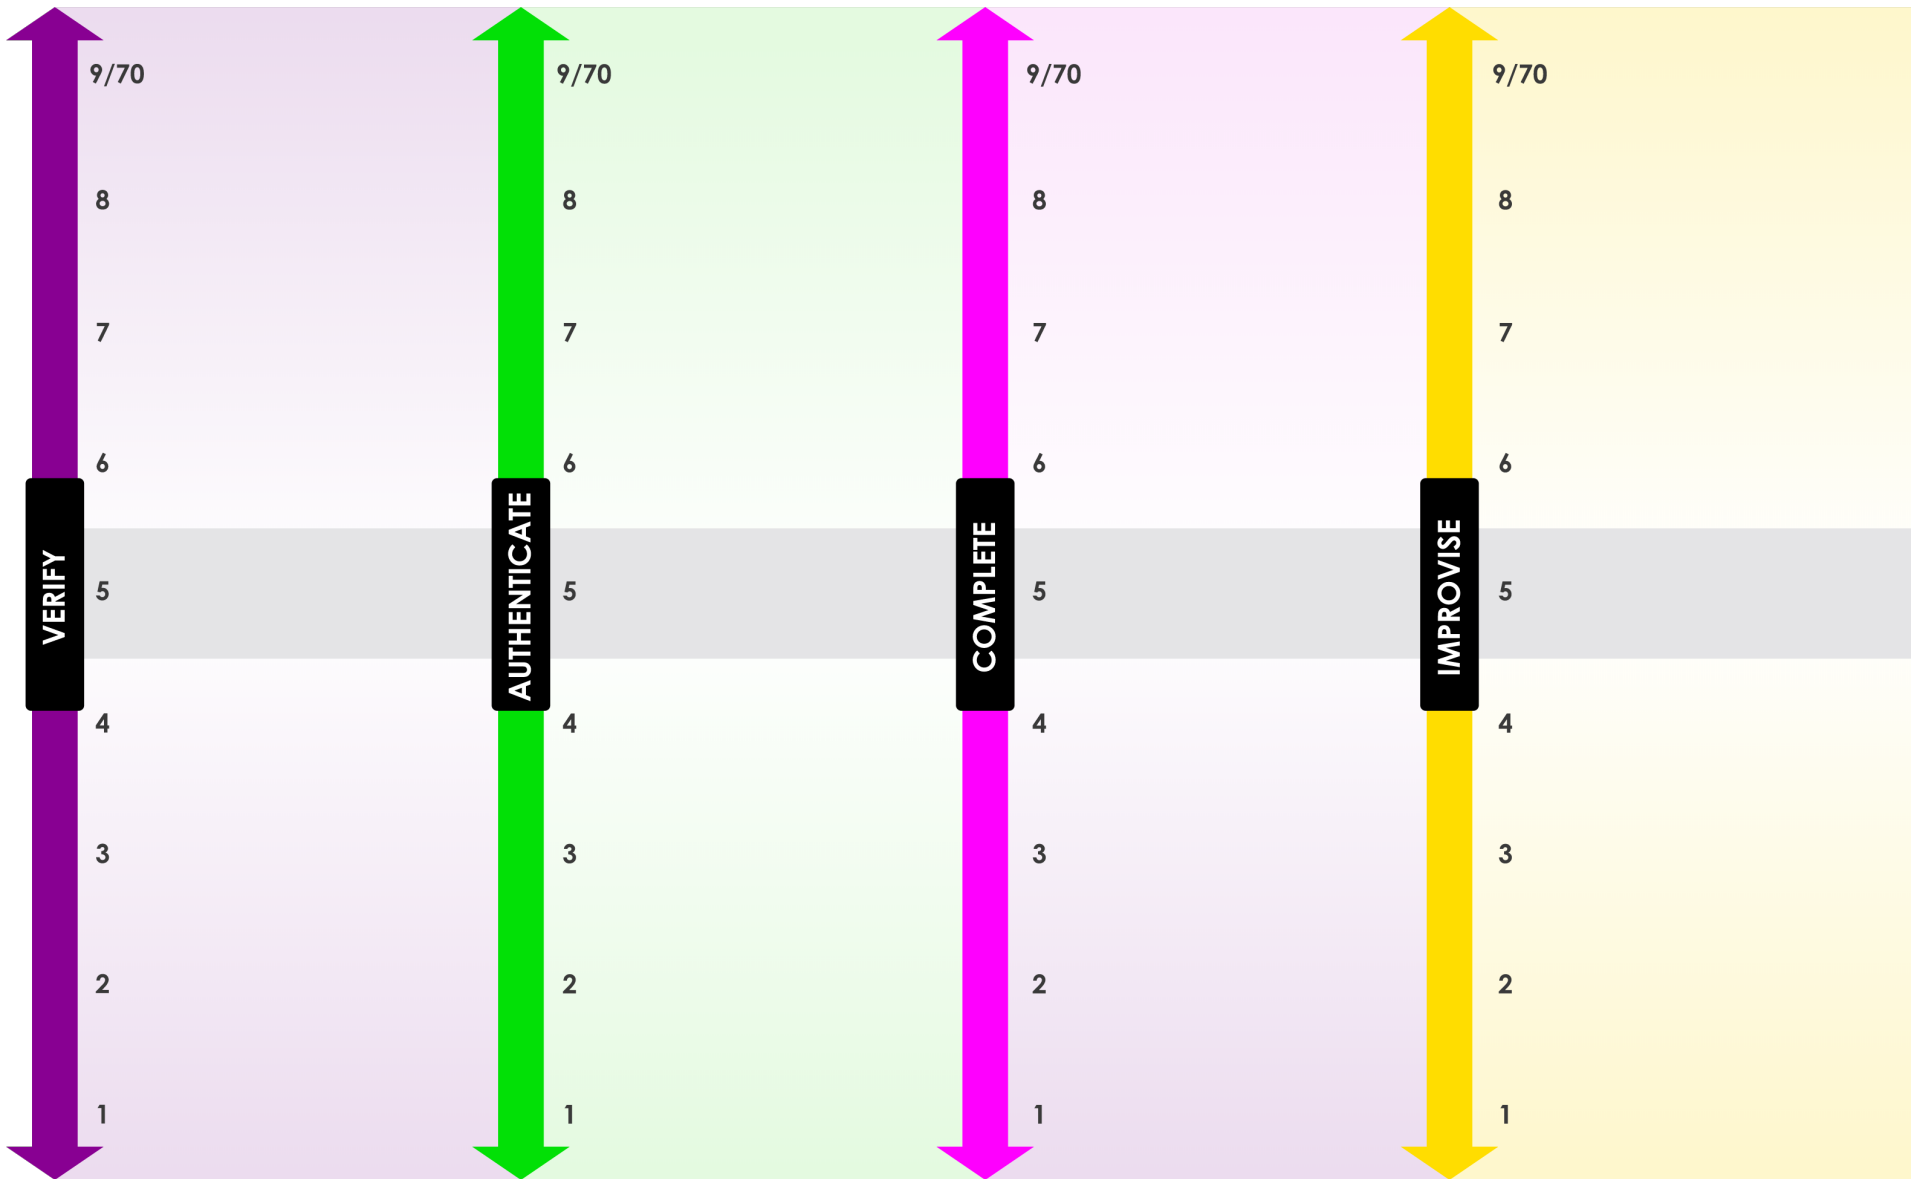 9/70 9/70 9/70 9/70
8 8 8 8
7 7 7 7
6 6 6 6
VERIFY AUTHENTICATE COMPLETE IMPROVISE
5 5 5 5
4 4 4 4
3 3 3 3
2 2 2 2
1 1 1 1